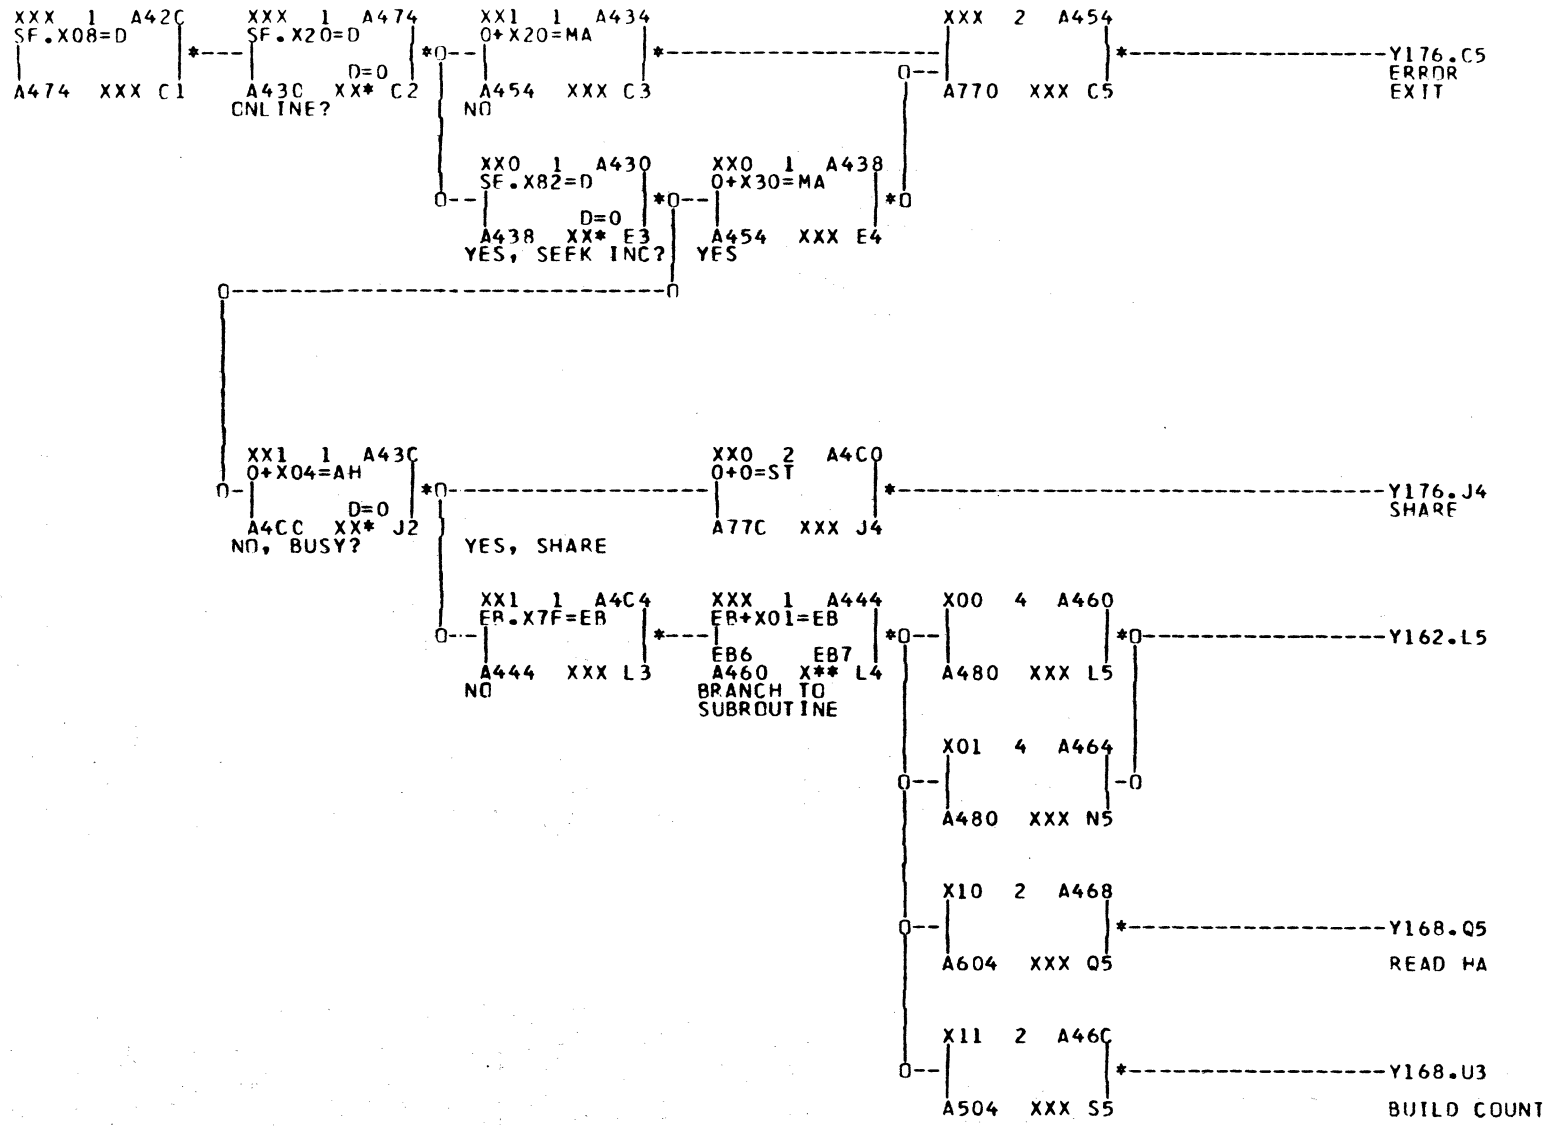 XXX 1 A42C XXX 1 A474 XX1 1 A434 XXX 2 A454
SF.X08=D SF.X20=D 0+X20=MA
*--- *O-- *--- *--- Y176.C5
D=0 O-- ERROR
A474 XXX C1 A43C XX* C2 A454 XXX C3 A770 XXX C5 EXIT
ONLINE? NO
XX0 1 A430 XX0 1 A438
SF.X82=D 0+X30=MA
O-- *O-- *O
D=0
A438 XX* E3 A454 XXX E4
YES, SEEK INC? YES
XX1 1 A43C XX0 2 A4C0
0+X04=AH 0+0=ST
O- *O--- *--- Y176.J4
D=0 SHARE
A4CC XX* J2 A77C XXX J4
NO, BUSY? YES, SHARE
XX1 1 A4C4 XXX 1 A444 X00 4 A460
EB.X7F=EB EB+X01=EB
O-- *--- *O-- *O--- Y162.L5
EB6 EB7
A444 XXX L3 A460 X** L4 A480 XXX L5
NO BRANCH TO
SUBROUTINE
X01 4 A464
O-- -O
A480 XXX N5
X10 2 A468
O-- *--- Y168.Q5
A604 XXX Q5 READ HA
X11 2 A46C
O-- *--- Y168.U3
A504 XXX S5 BUILD COUNT